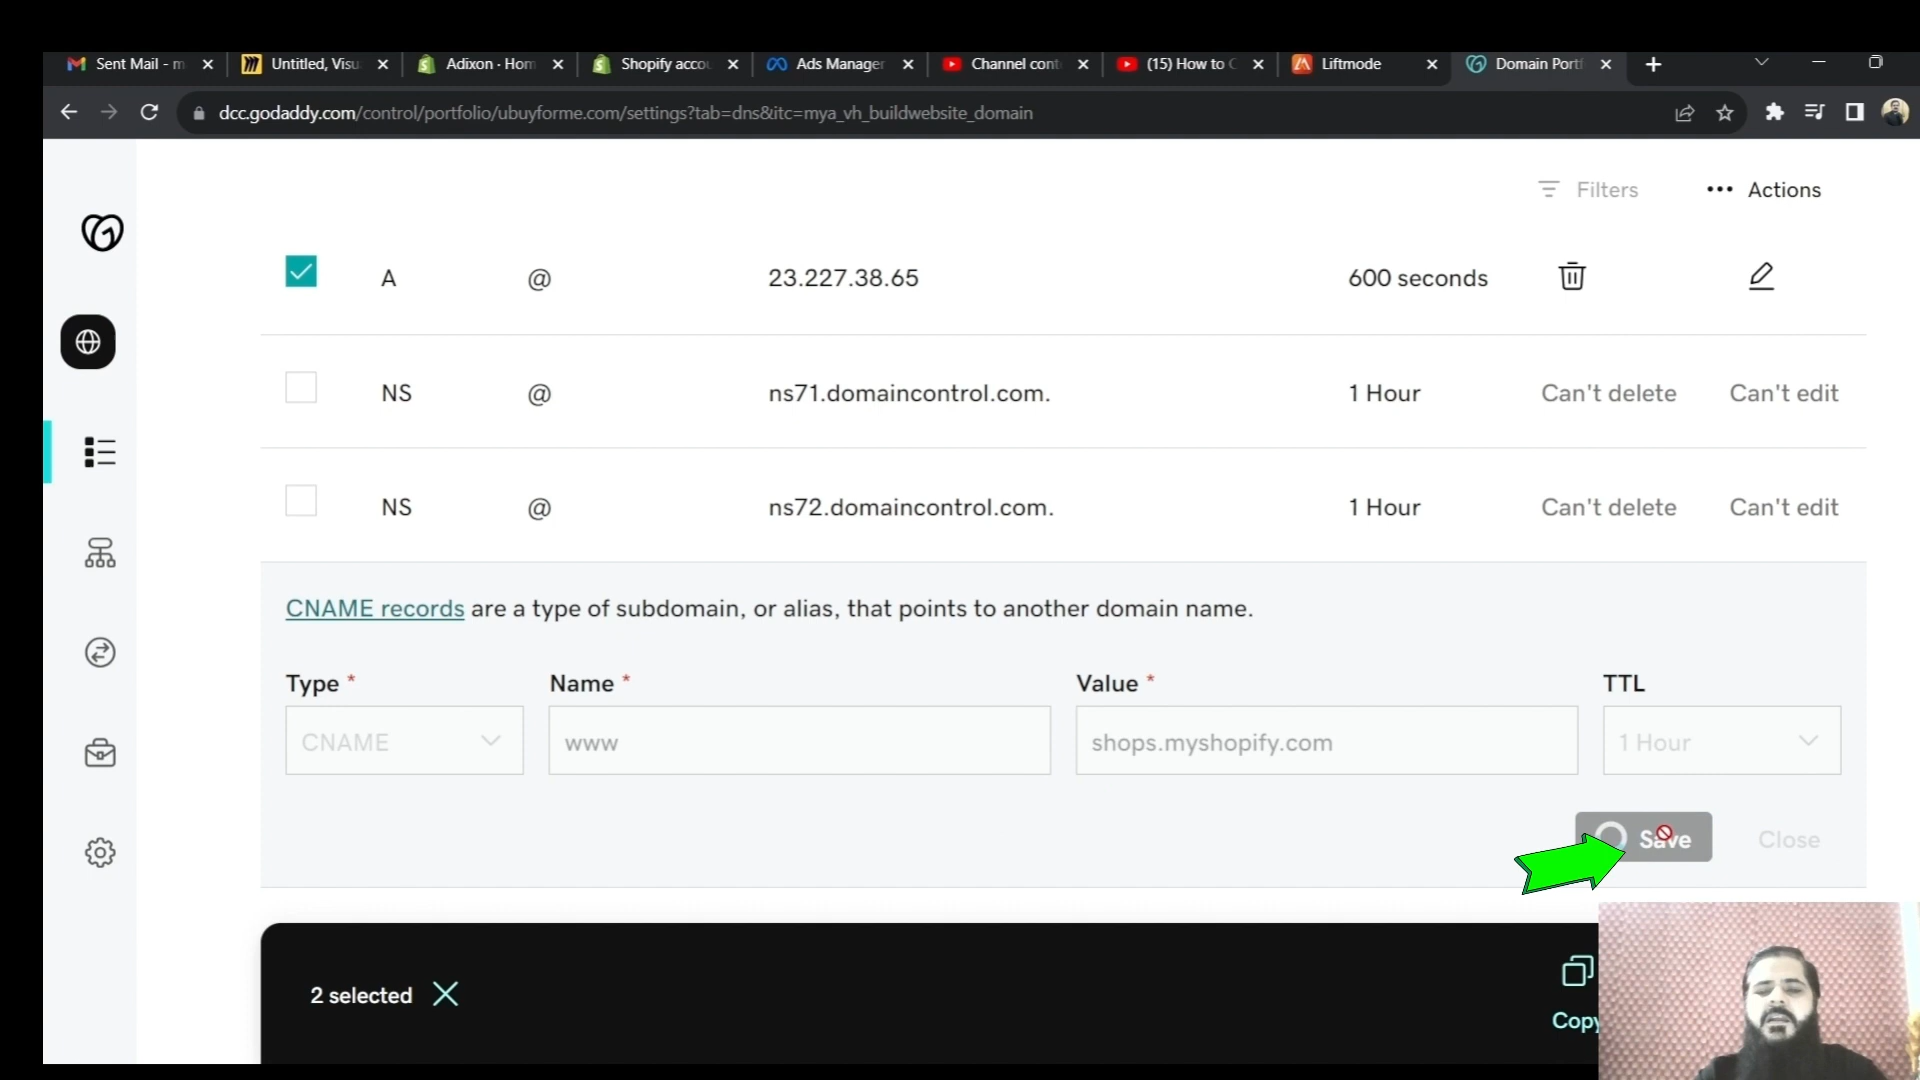 Sent Mail - m
Untitled, Visu
Adixon · Hom
Shopify accou
Ads Manager
Channel cont
(15) How to C
Liftmode
Domain Portf
dcc.godaddy.com/control/portfolio/ubuyforme.com/settings?tab=dns&itc=mya_vh_buildwebsite_domain
Filters
Actions
A @ 23.227.38.65 600 seconds
NS @ ns71.domaincontrol.com. 1 Hour Can't delete Can't edit
NS @ ns72.domaincontrol.com. 1 Hour Can't delete Can't edit
CNAME records are a type of subdomain, or alias, that points to another domain name.
Type * Name * Value * TTL
CNAME www shops.myshopify.com 1 Hour
Save Close
2 selected
Copy